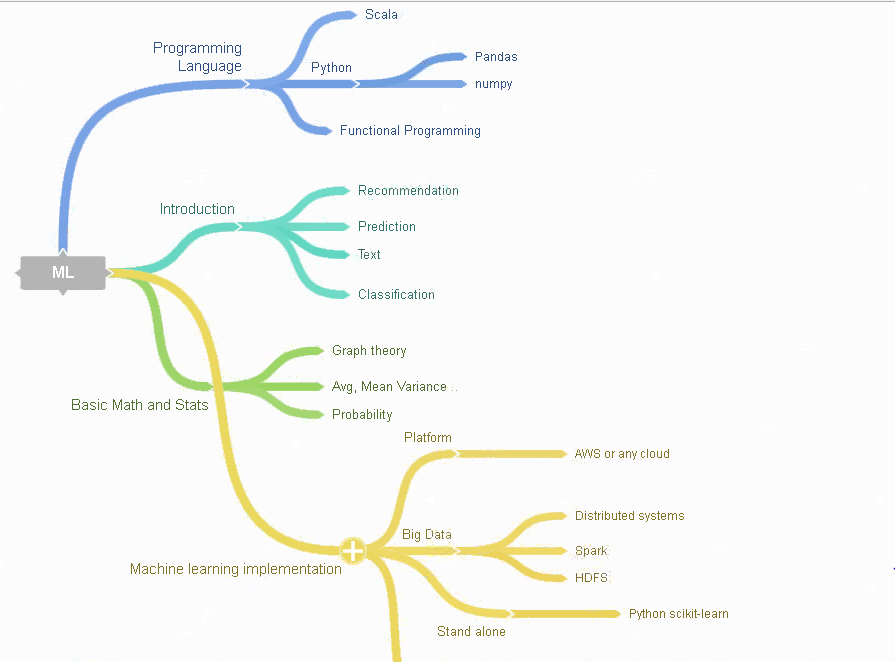 Scala
Programming
Language
Python
Pandas
numpy
Functional Programming
Introduction
Recommendation
Prediction
Text
Classification
ML
Graph theory
Avg, Mean Variance ..
Probability
Basic Math and Stats
Platform
AWS or any cloud
Big Data
Distributed systems
Spark
HDFS
Machine learning implementation
Stand alone
Python scikit-learn